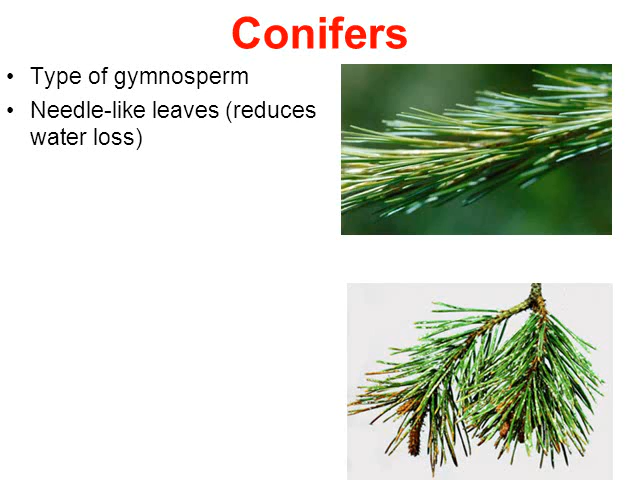 Conifers
• Type of gymnosperm
• Needle-like leaves (reduces
water loss)